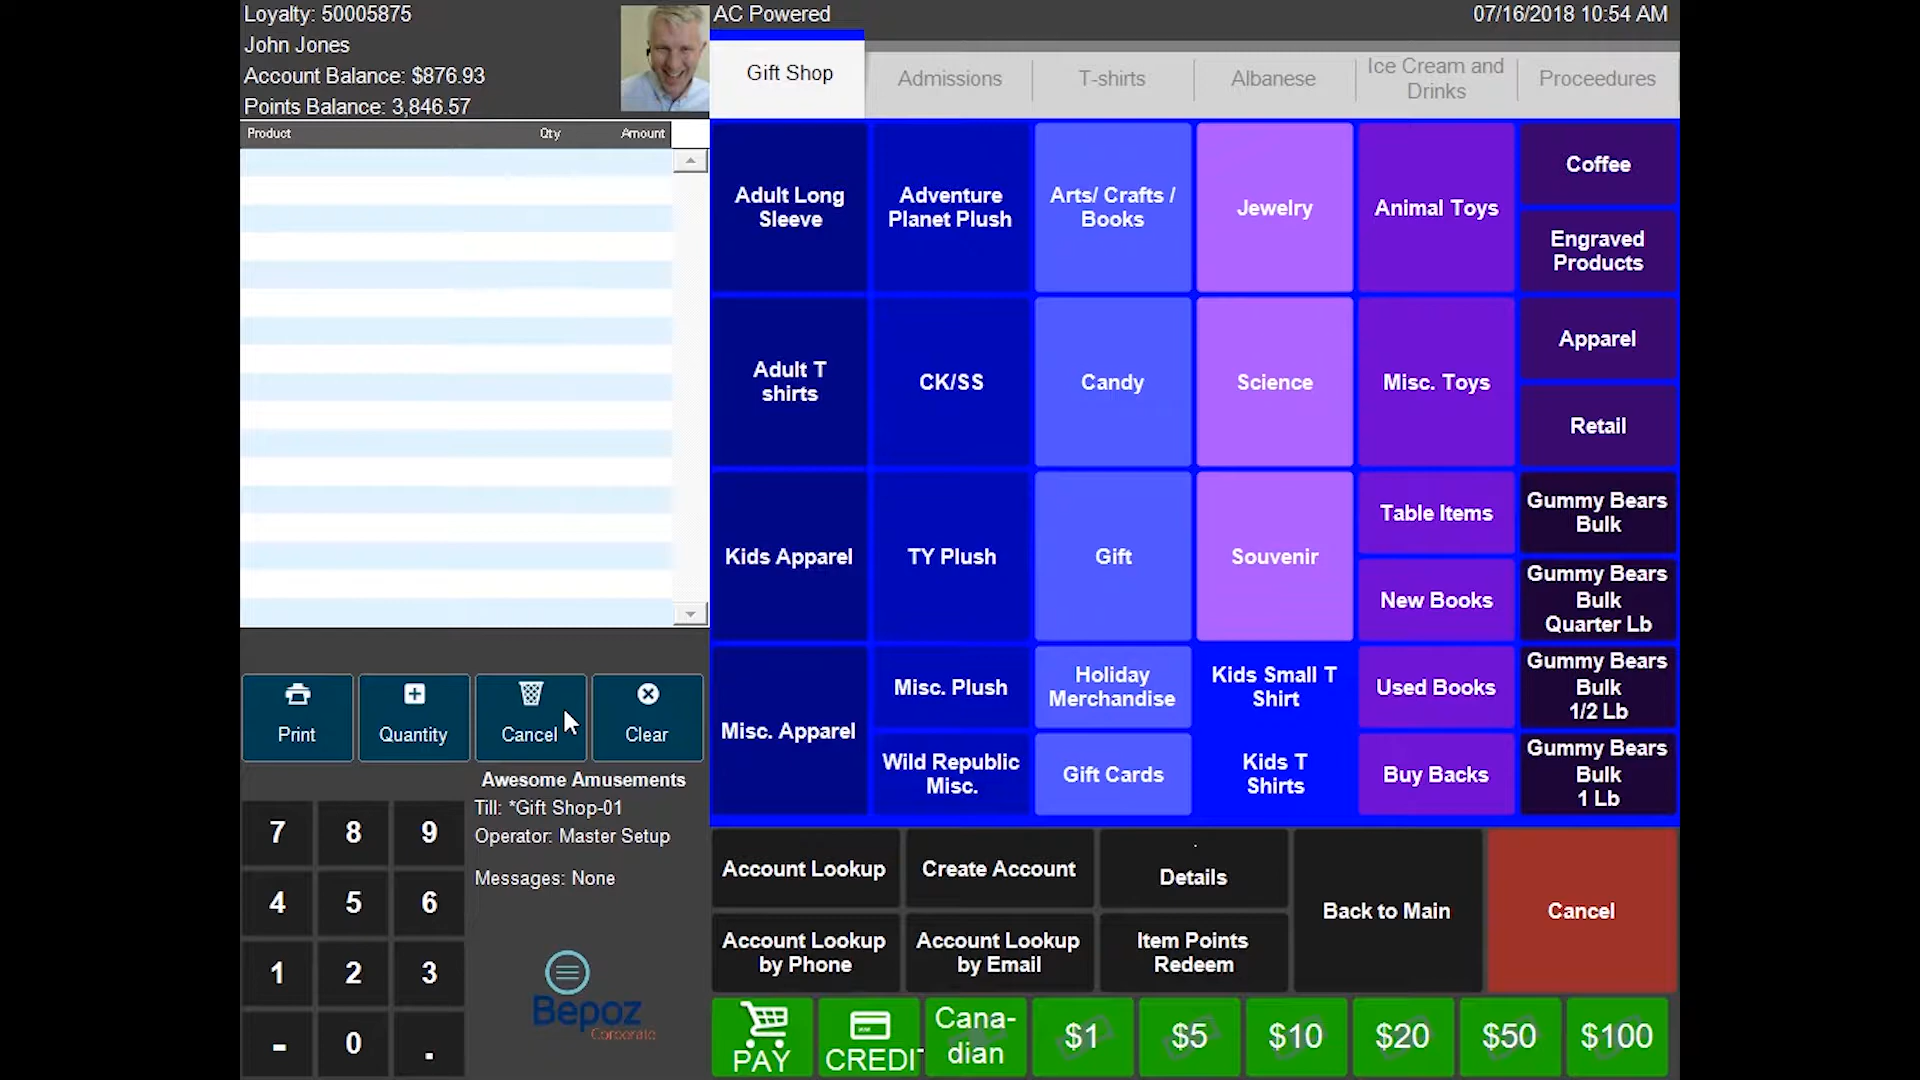 Loyalty: 50005875
John Jones
Account Balance: $876.93
Points Balance: 3,846.57
AC Powered
07/16/2018 10:54 AM
Gift Shop
Admissions
T-shirts
Albanese
Ice Cream and
Drinks
Proceedures
Product Qty Amount
Adult Long
Sleeve
Adventure
Planet Plush
Arts/ Crafts /
Books
Jewelry
Animal Toys
Coffee
Engraved
Products
Adult T
shirts
CK/SS
Candy
Science
Misc. Toys
Apparel
Retail
Kids Apparel
TY Plush
Gift
Souvenir
Table Items
New Books
Gummy Bears
Bulk
Gummy Bears
Bulk
Quarter Lb
Misc. Apparel
Misc. Plush
Wild Republic
Misc.
Holiday
Merchandise
Gift Cards
Kids Small T
Shirt
Kids T
Shirts
Used Books
Buy Backs
Gummy Bears
Bulk
1/2 Lb
Gummy Bears
Bulk
1 Lb
Print
Quantity
Cancel
Clear
Awesome Amusements
Till: *Gift Shop-01
Operator: Master Setup
Messages: None
7 8 9
4 5 6
1 2 3
- 0 .
Bepoz
Corporate
Account Lookup
Create Account
Details
Back to Main
Cancel
Account Lookup
by Phone
Account Lookup
by Email
Item Points
Redeem
PAY
CREDIT
Cana-
dian
$1
$5
$10
$20
$50
$100